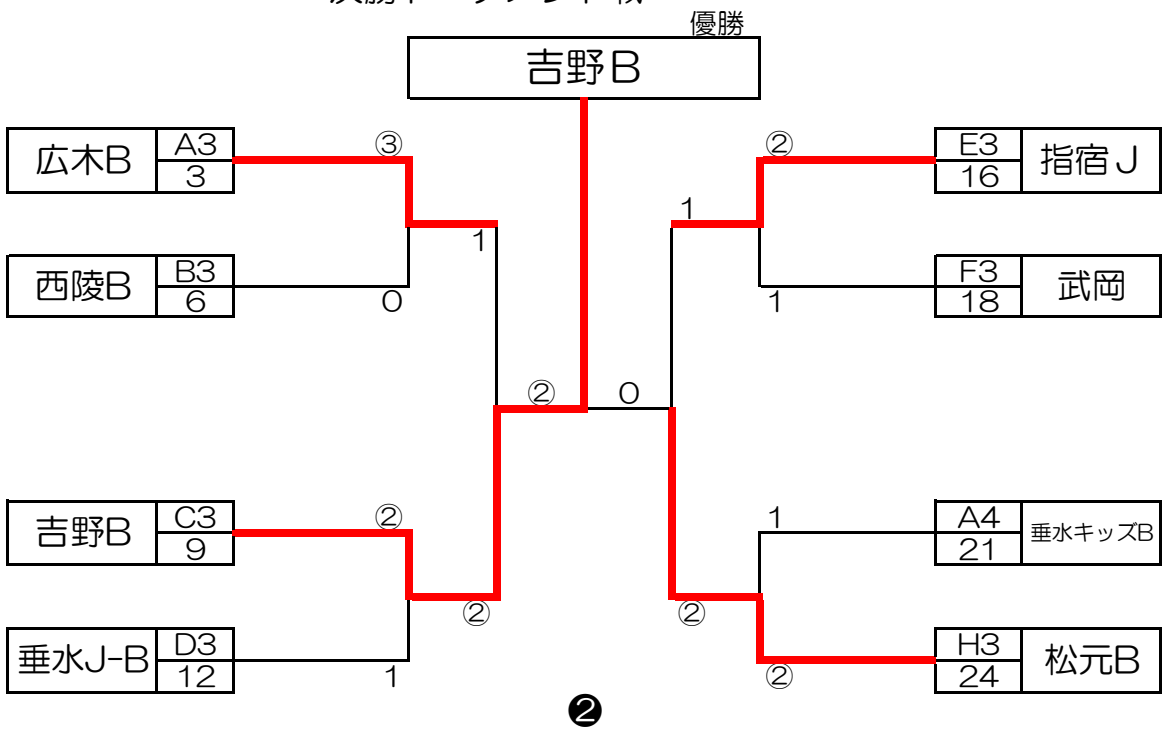 優勝
吉野B
広木B A3 3 ③ ② E3 16 指宿J
1 1
西陵B B3 6 0 1 F3 18 武岡
② 0
吉野B C3 9 ② 1 A4 21 垂水キッズB
② ②
垂水J-B D3 12 1 ② H3 24 松元B
❷